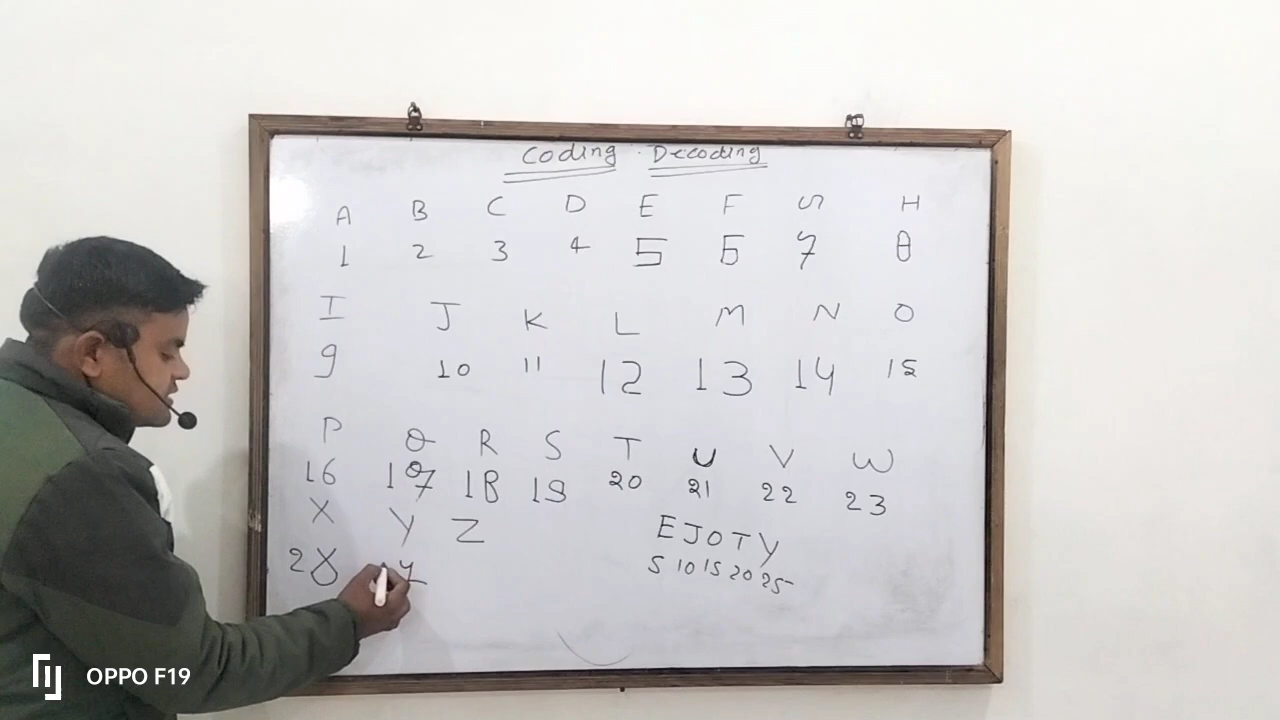 Coding Decoding
A B C D E F G H
1 2 3 4 5 6 7 8
I J K L M N O
9 10 11 12 13 14 15
P Q R S T U V W
16 17 18 19 20 21 22 23
X Y Z
EJOTY
5 10 15 20 25
OPPO F19